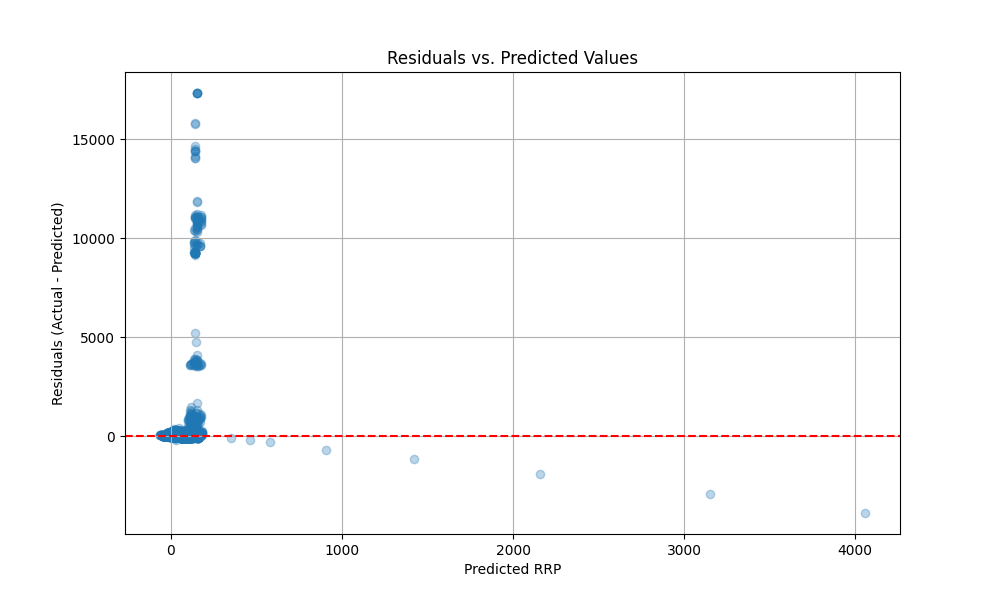 Residuals vs. Predicted Values
Residuals (Actual - Predicted)
15000
10000
5000
0
0 1000 2000 3000 4000
Predicted RRP